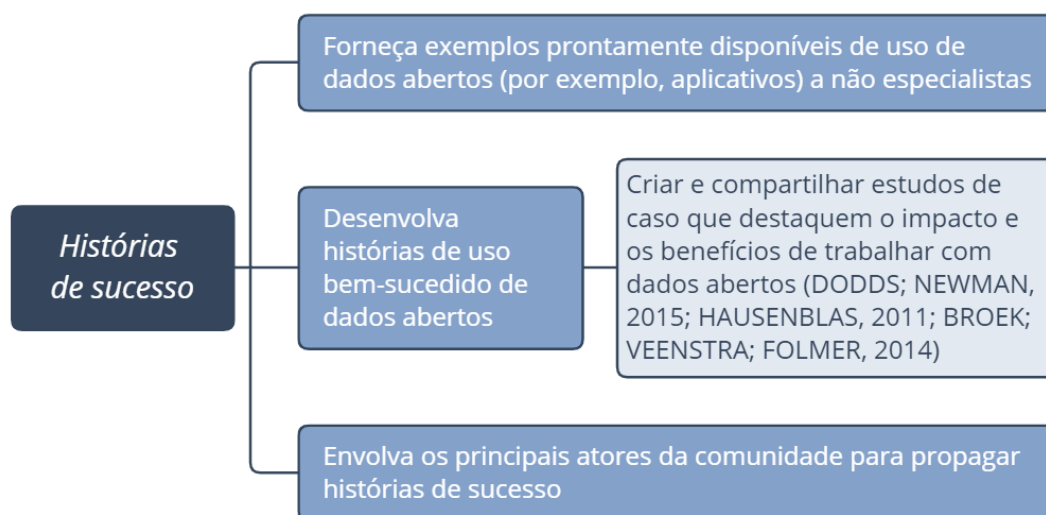 Forneça exemplos prontamente disponíveis de uso de
dados abertos (por exemplo, aplicativos) a não especialistas
Histórias
de sucesso
Desenvolva
histórias de uso
bem-sucedido de
dados abertos
Criar e compartilhar estudos de
caso que destaquem o impacto e
os benefícios de trabalhar com
dados abertos (DODDS; NEWMAN,
2015; HAUSENBLAS, 2011; BROEK;
VEENSTRA; FOLMER, 2014)
Envolva os principais atores da comunidade para propagar
histórias de sucesso